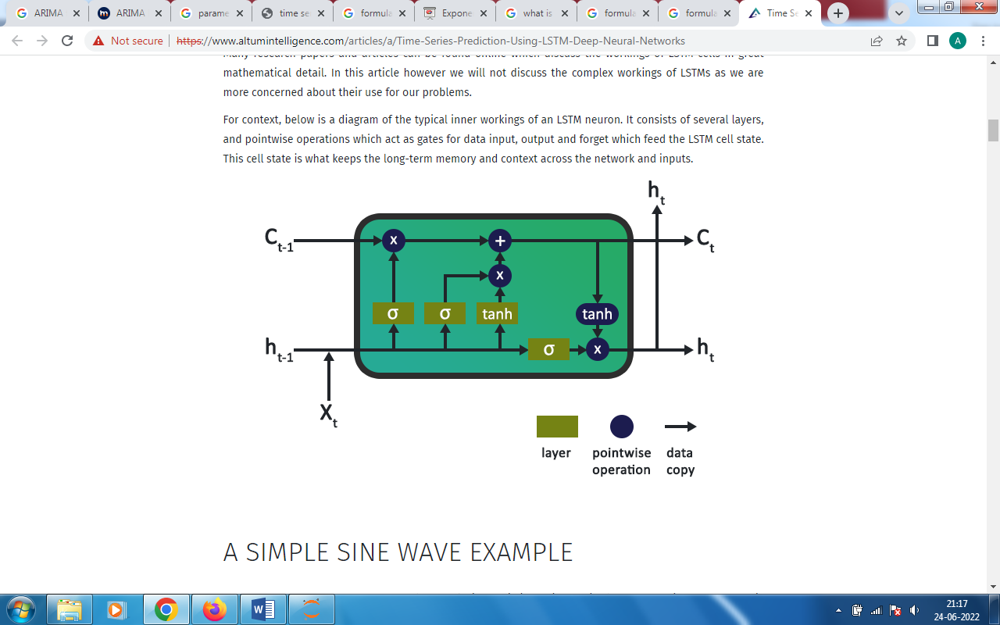 ARIMA
ARIMA
parame
time se
formula
Expone
what is
formula
formula
Time Se
Not secure
https://www.altumintelligence.com/articles/a/Time-Series-Prediction-Using-LSTM-Deep-Neural-Networks
A
Many research papers and articles can be found online which discuss the workings of LSTM cells in great
mathematical detail. In this article however we will not discuss the complex workings of LSTMs as we are
more concerned about their use for our problems.
For context, below is a diagram of the typical inner workings of an LSTM neuron. It consists of several layers,
and pointwise operations which act as gates for data input, output and forget which feed the LSTM cell state.
This cell state is what keeps the long-term memory and context across the network and inputs.
ht
Ct-1
x
+
Ct
x
σ
σ
tanh
tanh
ht-1
σ
x
ht
Xt
layer
pointwise
operation
data
copy
A SIMPLE SINE WAVE EXAMPLE
21:17
24-06-2022